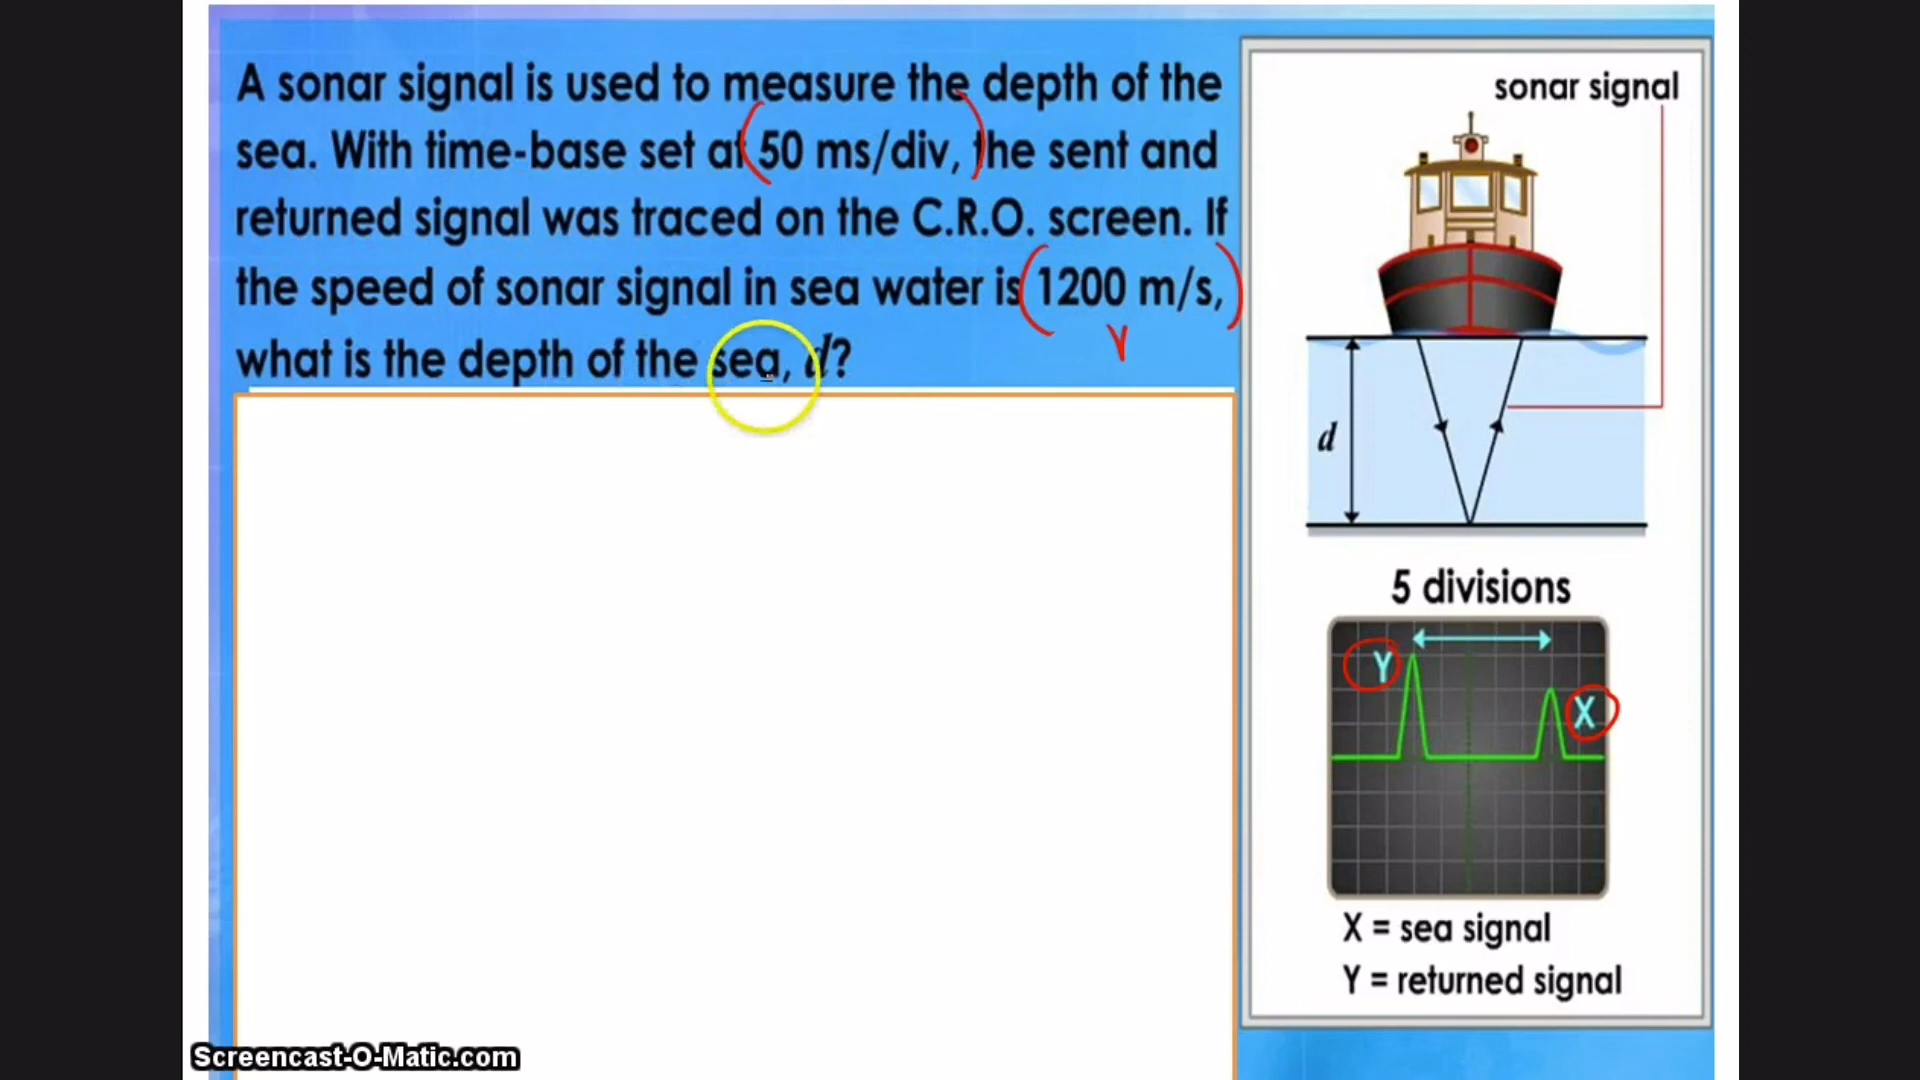 A sonar signal is used to measure the depth of the
sea. With time-base set at 50 ms/div, the sent and
returned signal was traced on the C.R.O. screen. If
the speed of sonar signal in sea water is 1200 m/s,
what is the depth of the sea, d?
sonar signal
d
5 divisions
Y
X
X = sea signal
Y = returned signal
Screencast-O-Matic.com